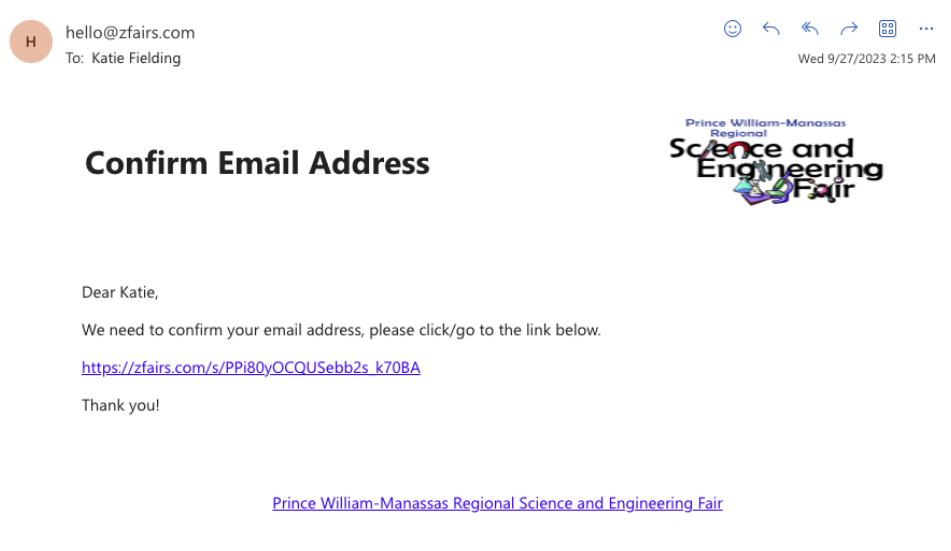 H
hello@zfairs.com
To: Katie Fielding
Wed 9/27/2023 2:15 PM
Confirm Email Address
Prince William-Manassas
Regional
Science and
Engineering
Fair
Dear Katie,
We need to confirm your email address, please click/go to the link below.
https://zfairs.com/s/PPi80yOCQUSebb2s_k70BA
Thank you!
Prince William-Manassas Regional Science and Engineering Fair